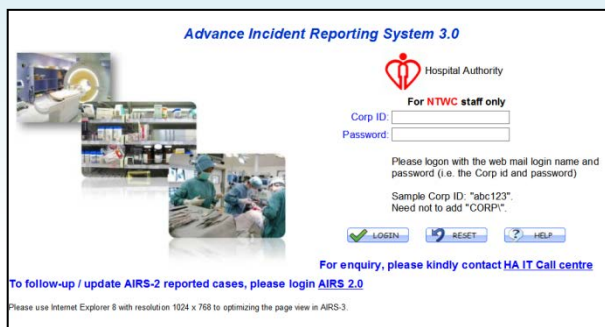 Advance Incident Reporting System 3.0
Hospital Authority
For NTWC staff only
Corp ID:
Password:
Please logon with the web mail login name and
password (i.e. the Corp id and password)
Sample Corp ID: "abc123".
Need not to add "CORP\".
LOGIN RESET ? HELP
For enquiry, please kindly contact HA IT Call centre
To follow-up / update AIRS-2 reported cases, please login AIRS 2.0
Please use Internet Explorer 8 with resolution 1024 x 768 to optimizing the page view in AIRS-3.